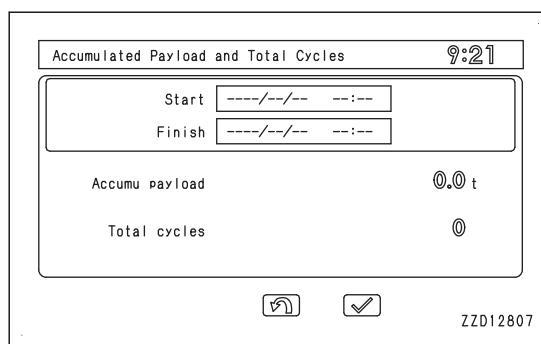 Accumulated Payload and Total Cycles 9:21
Start ----/--/-- --:--
Finish ----/--/-- --:--
Accumu payload 0.0 t
Total cycles 0
ZZD12807